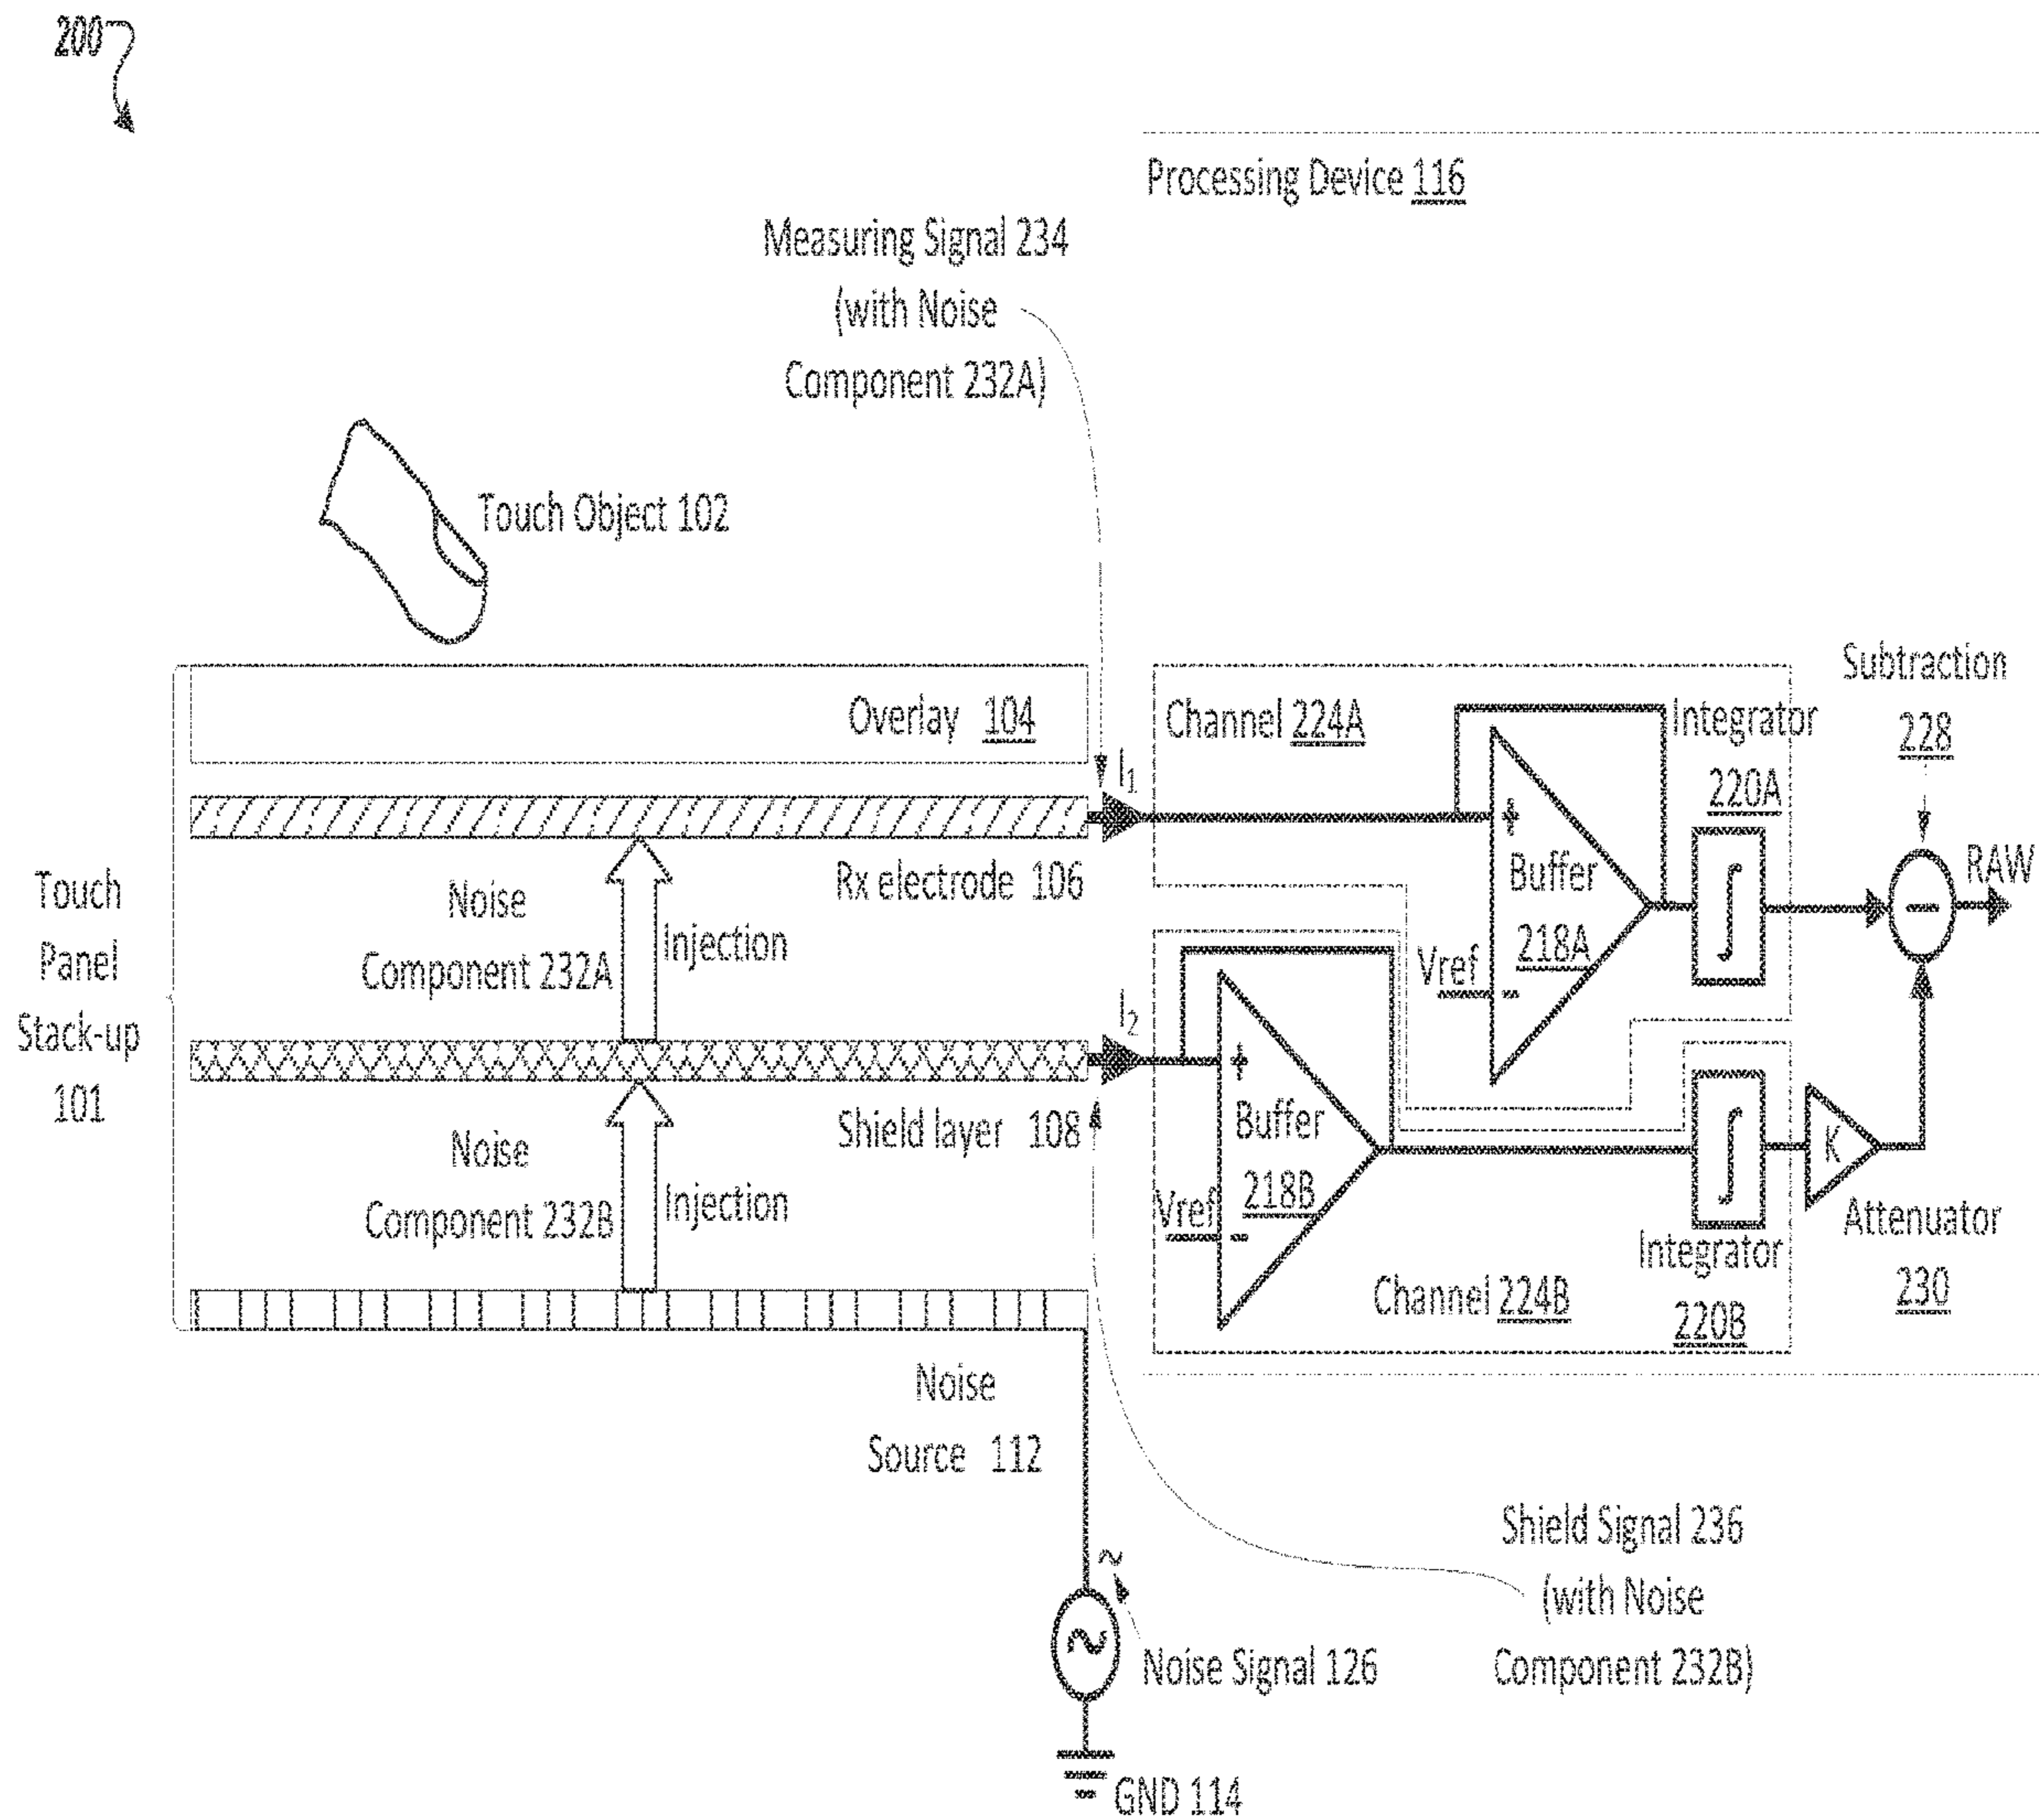 200
Processing Device 116
Measuring Signal 234
(with Noise
Component 232A)
Touch Object 102
Subtraction
228
Overlay 104
Channel 224A
Integrator
220A
I1
+
Buffer
218A
Vref
-
∫
−
RAW
Touch
Panel
Stack-up
101
Rx electrode 106
Noise
Component 232A
Injection
I2
+
Buffer
218B
Vref
-
∫
K
Shield layer 108
Noise
Component 232B
Injection
Channel 224B
Integrator
220B
Attenuator
230
Noise
Source 112
Shield Signal 236
(with Noise
Component 232B)
~
~
Noise Signal 126
GND 114